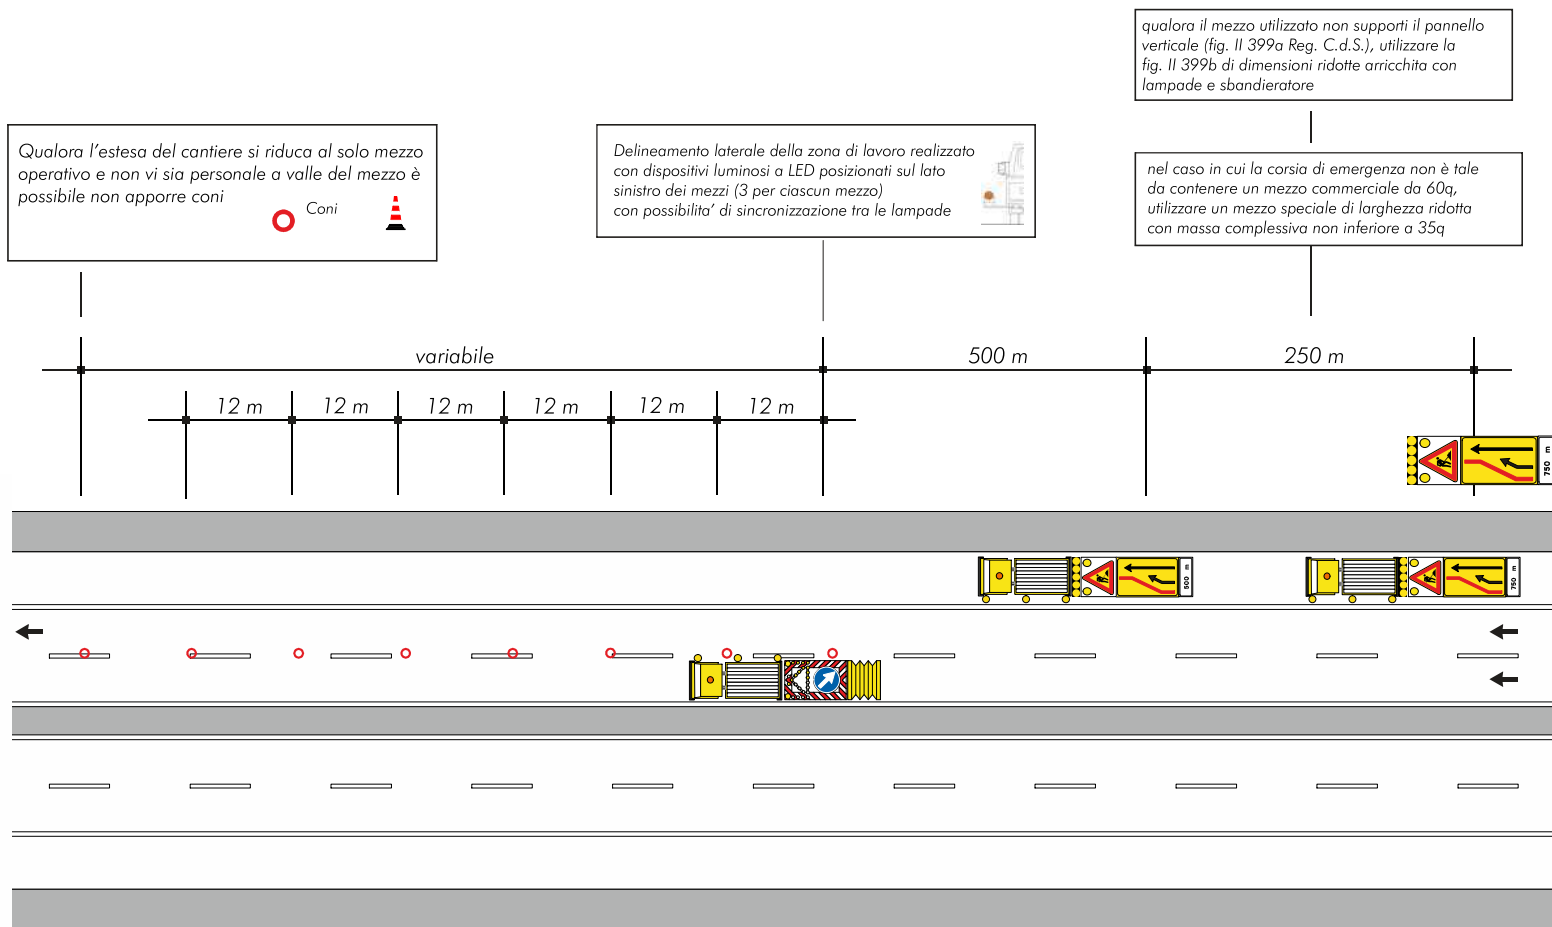 qualora il mezzo utilizzato non supporti il pannello
verticale (fig. II 399a Reg. C.d.S.), utilizzare la
fig. II 399b di dimensioni ridotte arricchita con
lampade e sbandieratore
Qualora l'estesa del cantiere si riduca al solo mezzo
operativo e non vi sia personale a valle del mezzo è
possibile non apporre coni
Coni
Delineamento laterale della zona di lavoro realizzato
con dispositivi luminosi a LED posizionati sul lato
sinistro dei mezzi (3 per ciascun mezzo)
con possibilita' di sincronizzazione tra le lampade
nel caso in cui la corsia di emergenza non è tale
da contenere un mezzo commerciale da 60q,
utilizzare un mezzo speciale di larghezza ridotta
con massa complessiva non inferiore a 35q
variabile
500 m
250 m
12 m
12 m
12 m
12 m
12 m
12 m
750 m
500 m
750 m